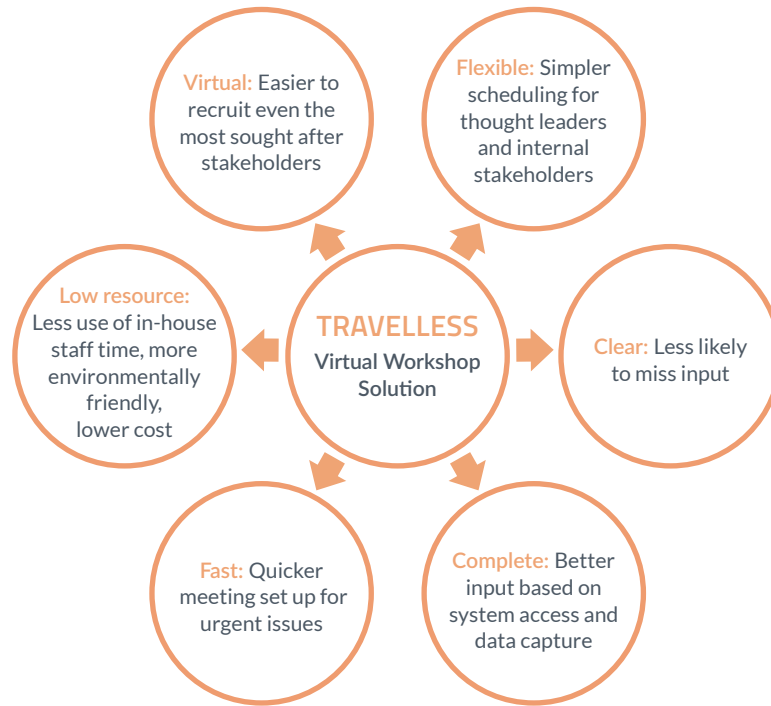 Virtual: Easier to
recruit even the
most sought after
stakeholders
Flexible: Simpler
scheduling for
thought leaders
and internal
stakeholders
Low resource:
Less use of in-house
staff time, more
environmentally
friendly,
lower cost
TRAVELLESS
Virtual Workshop
Solution
Clear: Less likely
to miss input
Fast: Quicker
meeting set up for
urgent issues
Complete: Better
input based on
system access and
data capture